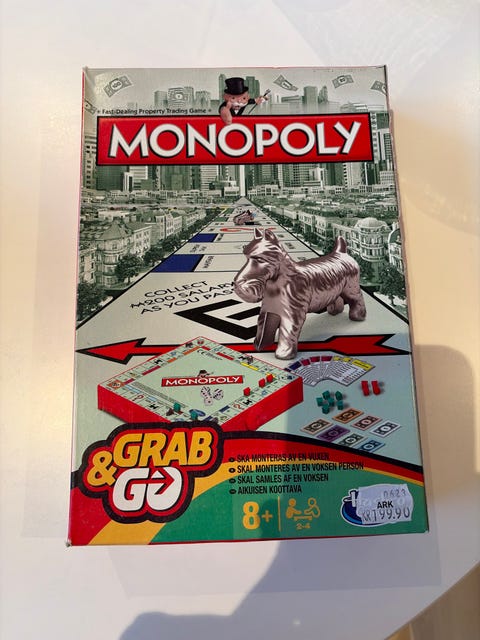 • Fast-Dealing Property Trading Game •
MONOPOLY
COLLECT
M200 SALARY
AS YOU PASS
MONOPOLY
GRAB
& GO
- SKA MONTERAS AV EN VUXEN
- SKAL MONTERES AV EN VOKSEN PERSON
- SKAL SAMLES AF EN VOKSEN
- AIKUISEN KOOTTAVA
8+
2-4
0623
ARK
KR199.90